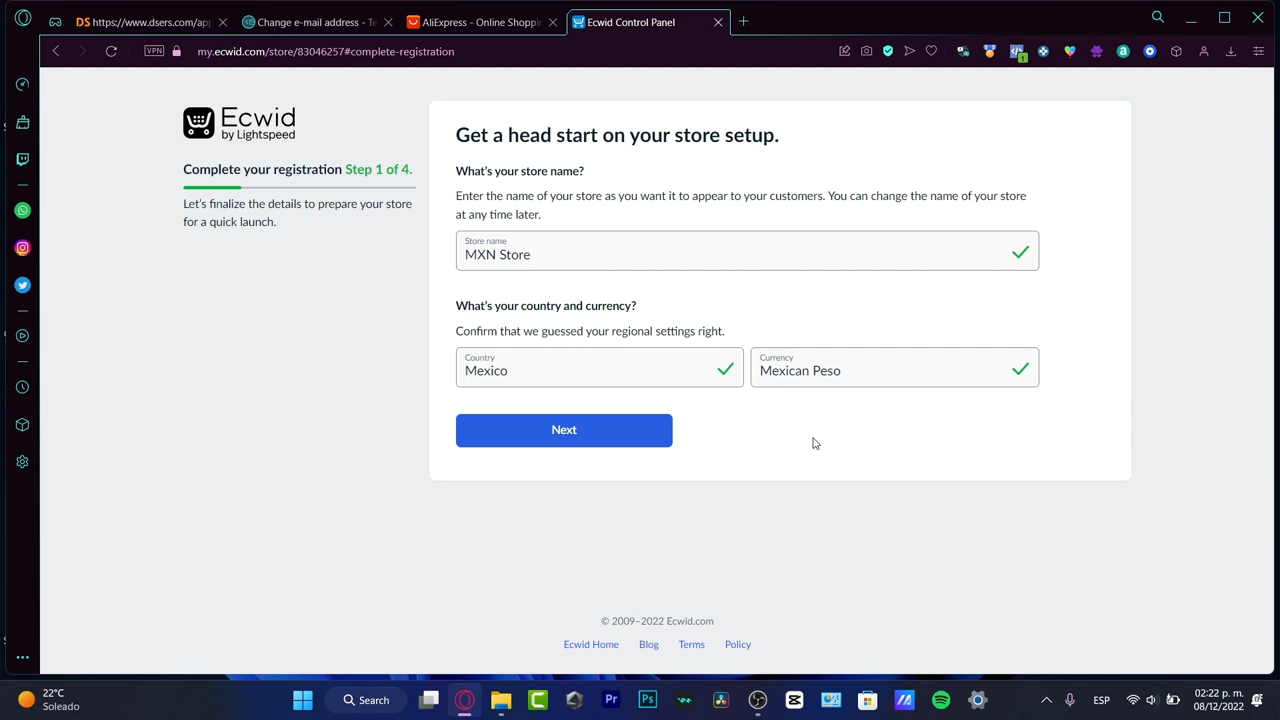 DS https://www.dsers.com/app
Change e-mail address - Te
AliExpress - Online Shoppin
Ecwid Control Panel
VPN
my.ecwid.com/store/83046257#complete-registration
1
Ecwid
by Lightspeed
Complete your registration Step 1 of 4.
Let's finalize the details to prepare your store
for a quick launch.
Get a head start on your store setup.
What's your store name?
Enter the name of your store as you want it to appear to your customers. You can change the name of your store
at any time later.
Store name
MXN Store
What's your country and currency?
Confirm that we guessed your regional settings right.
Country
Mexico
Currency
Mexican Peso
Next
© 2009–2022 Ecwid.com
Ecwid Home Blog Terms Policy
22°C
Soleado
Search
Pr
Ps
ESP
02:22 p. m.
08/12/2022